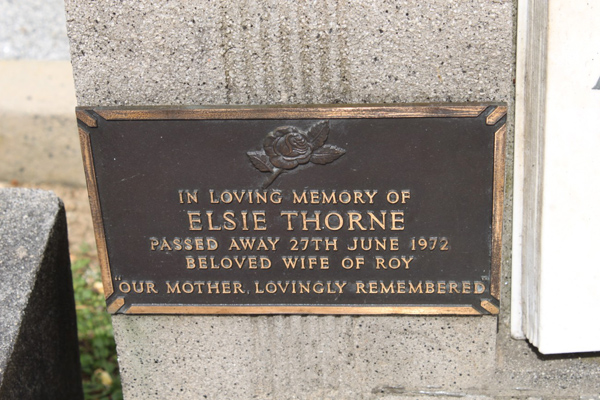 IN LOVING MEMORY OF
ELSIE THORNE
PASSED AWAY 27TH JUNE 1972
BELOVED WIFE OF ROY
"OUR MOTHER, LOVINGLY REMEMBERED"